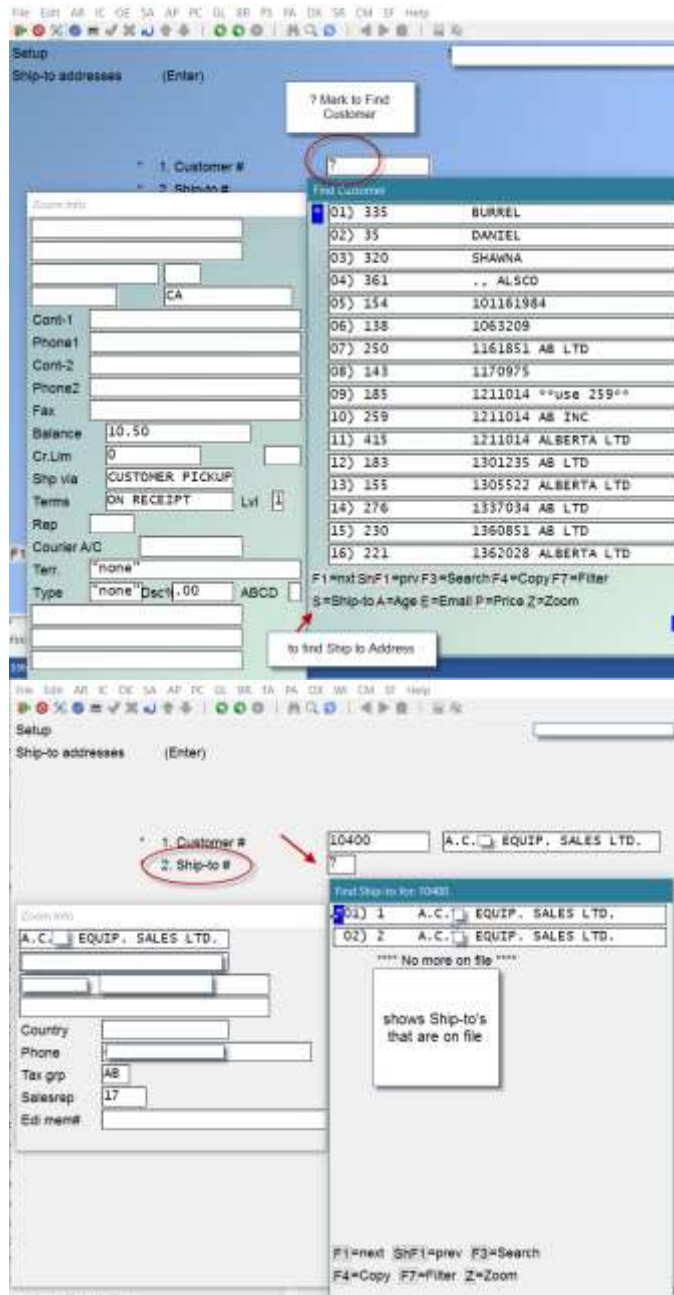 File Edit AR IC OE SA AP PC GL BR PS PA DX SR CM SF Help
Setup
Ship-to addresses (Enter)
? Mark to Find
Customer
* 1. Customer # ?
* 2. Ship-to #
Zoom Info
Find Customer
01) 335 BURREL
02) 35 DANIEL
03) 320 SHAWNA
04) 361 ., ALSCO
CA
05) 154 101161984
Cont-1
06) 138 1063209
Phone1
07) 250 1161851 AB LTD
Cont-2
08) 143 1170975
Phone2
09) 185 1211014 **use 259**
Fax
10) 259 1211014 AB INC
Balance 10.50
11) 415 1211014 ALBERTA LTD
Cr.Lim 0
12) 183 1301235 AB LTD
Shp via CUSTOMER PICKUP
13) 155 1305522 ALBERTA LTD
Terms ON RECEIPT Lvl 1
14) 276 1337034 AB LTD
Rep
15) 230 1360851 AB LTD
Courier A/C
16) 221 1362028 ALBERTA LTD
Terr. "none"
F1=nxt ShF1=prv F3=Search F4=Copy F7=Filter
Type "none" Dsc% .00 ABCD
S=Ship-to A=Age E=Email P=Price Z=Zoom
to find Ship to Address
File Edit AR IC OE SA AP PC GL BR TA PA DX WI CM SF Help
Setup
Ship-to addresses (Enter)
* 1. Customer # 10400 A.C. EQUIP. SALES LTD.
* 2. Ship-to # ?
Find Ship-to for: 10400
Zoom Info
01) 1 A.C. EQUIP. SALES LTD.
A.C. EQUIP. SALES LTD.
02) 2 A.C. EQUIP. SALES LTD.
**** No more on file ****
shows Ship-to's
that are on file
Country
Phone
Tax grp AB
Salesrep 17
Edi mem#
F1=next ShF1=prev F3=Search
F4=Copy F7=Filter Z=Zoom